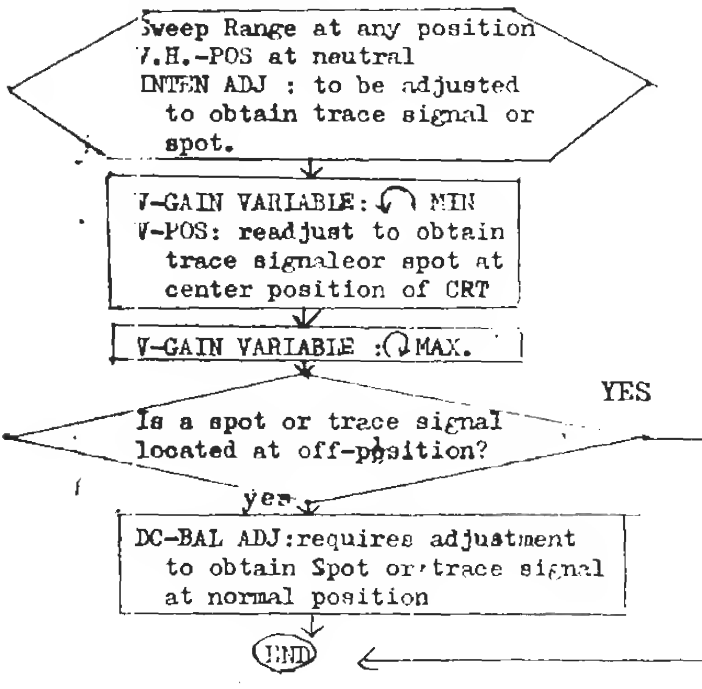 Sweep Range at any position
V.H.-POS at neutral
INTEN ADJ : to be adjusted
to obtain trace signal or
spot.
V-GAIN VARIABLE: MIN
V-POS: readjust to obtain
trace signaleor spot at
center position of CRT
V-GAIN VARIABLE : MAX.
YES
Is a spot or trace signal
located at off-position?
yes
DC-BAL ADJ:requires adjustment
to obtain Spot or trace signal
at normal position
END